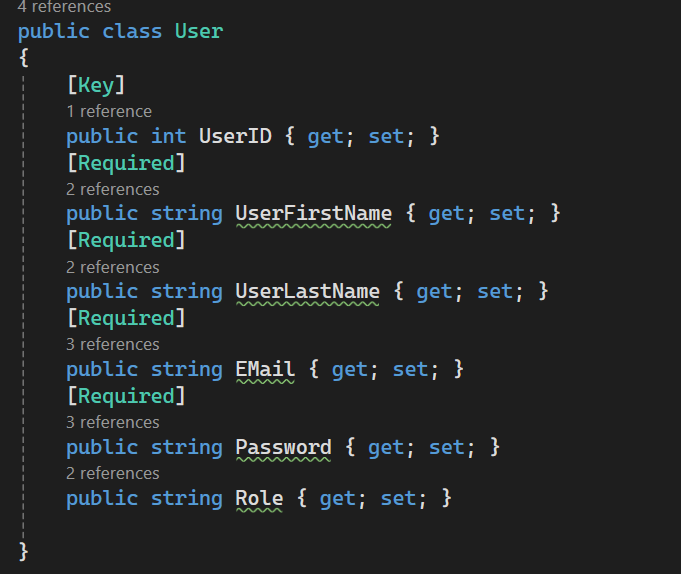 4 references
public class User
{
[Key]
1 reference
public int UserID { get; set; }
[Required]
2 references
public string UserFirstName { get; set; }
[Required]
2 references
public string UserLastName { get; set; }
[Required]
3 references
public string EMail { get; set; }
[Required]
3 references
public string Password { get; set; }
2 references
public string Role { get; set; }
}